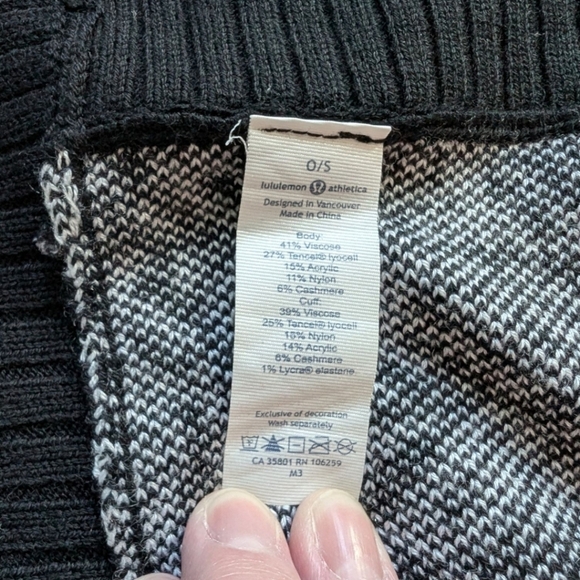 O/S
lululemon athletica
Designed in Vancouver
Made in China
Body:
41% Viscose
27% Tencel® lyocell
15% Acrylic
11% Nylon
6% Cashmere
Cuff:
39% Viscose
25% Tencel® lyocell
15% Nylon
14% Acrylic
6% Cashmere
1% Lycra® elastane
Exclusive of decoration
Wash separately
CA 35801 RN 106259
M3